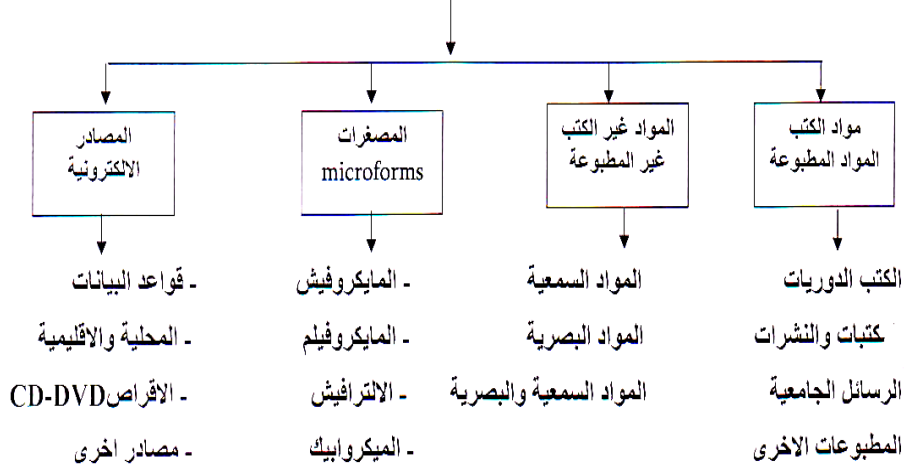 مواد الكتب
المواد المطبوعة
المواد غير الكتب
غير المطبوعة
المصغرات
microforms
المصادر
الالكترونية
الكتب الدوريات
كتبات والنشرات
الرسائل الجامعية
المطبوعات الاخرى
المواد السمعية
المواد البصرية
المواد السمعية والبصرية
- المايكروفيش
- المايكروفيلم
- الالترافيش
- الميكروابيك
- قواعد البيانات
- المحلية والاقليمية
- الاقراصCD-DVD
- مصادر اخرى